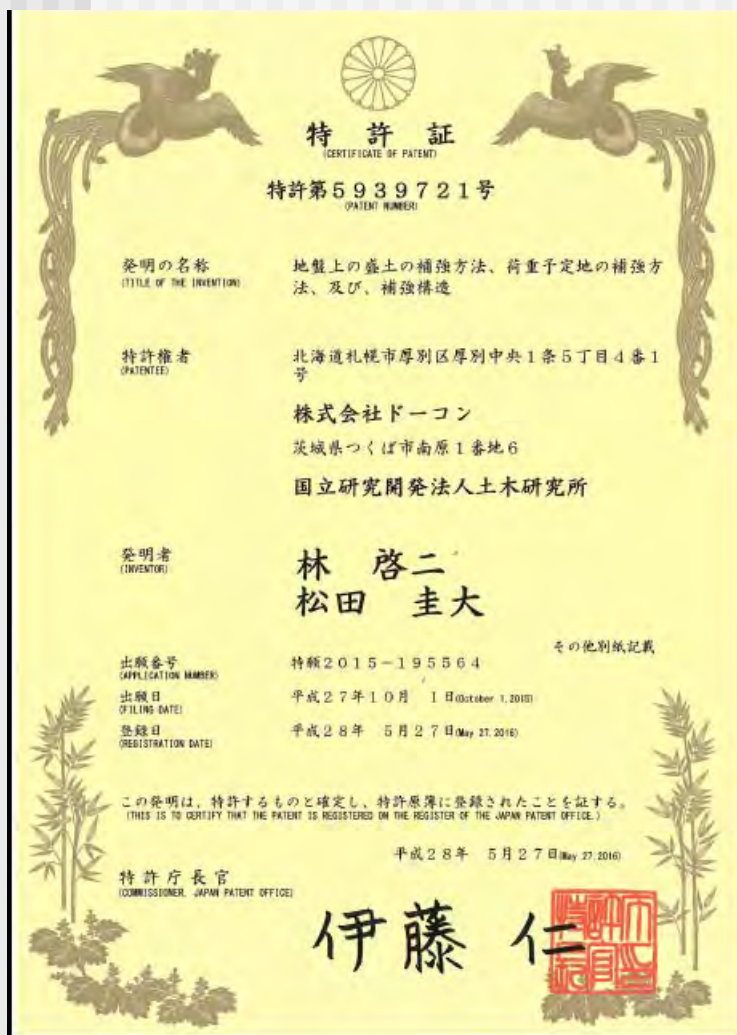 特許証
(CERTIFICATE OF PATENT)
特許第5939721号
(PATENT NUMBER)
発明の名称
(TITLE OF THE INVENTION)
地盤上の盛土の補強方法、荷重予定地の補強方
法、及び、補強構造
特許権者
(PATENTEE)
北海道札幌市厚別区厚別中央1条5丁目4番1
号
株式会社ドーコン
茨城県つくば市南原1番地6
国立研究開発法人土木研究所
発明者
(INVENTOR)
林 啓二
松田 圭大
その他別紙記載
出願番号
(APPLICATION NUMBER)
特願2015-195564
出願日
(FILING DATE)
平成27年10月 1日(October 1,2015)
登録日
(REGISTRATION DATE)
平成28年 5月27日(May 27,2016)
この発明は、特許するものと確定し、特許原簿に登録されたことを証する。
(THIS IS TO CERTIFY THAT THE PATENT IS REGISTERED ON THE REGISTER OF THE JAPAN PATENT OFFICE.)
平成28年 5月27日(May 27,2016)
特許庁長官
(COMMISSIONER, JAPAN PATENT OFFICE)
伊藤 仁